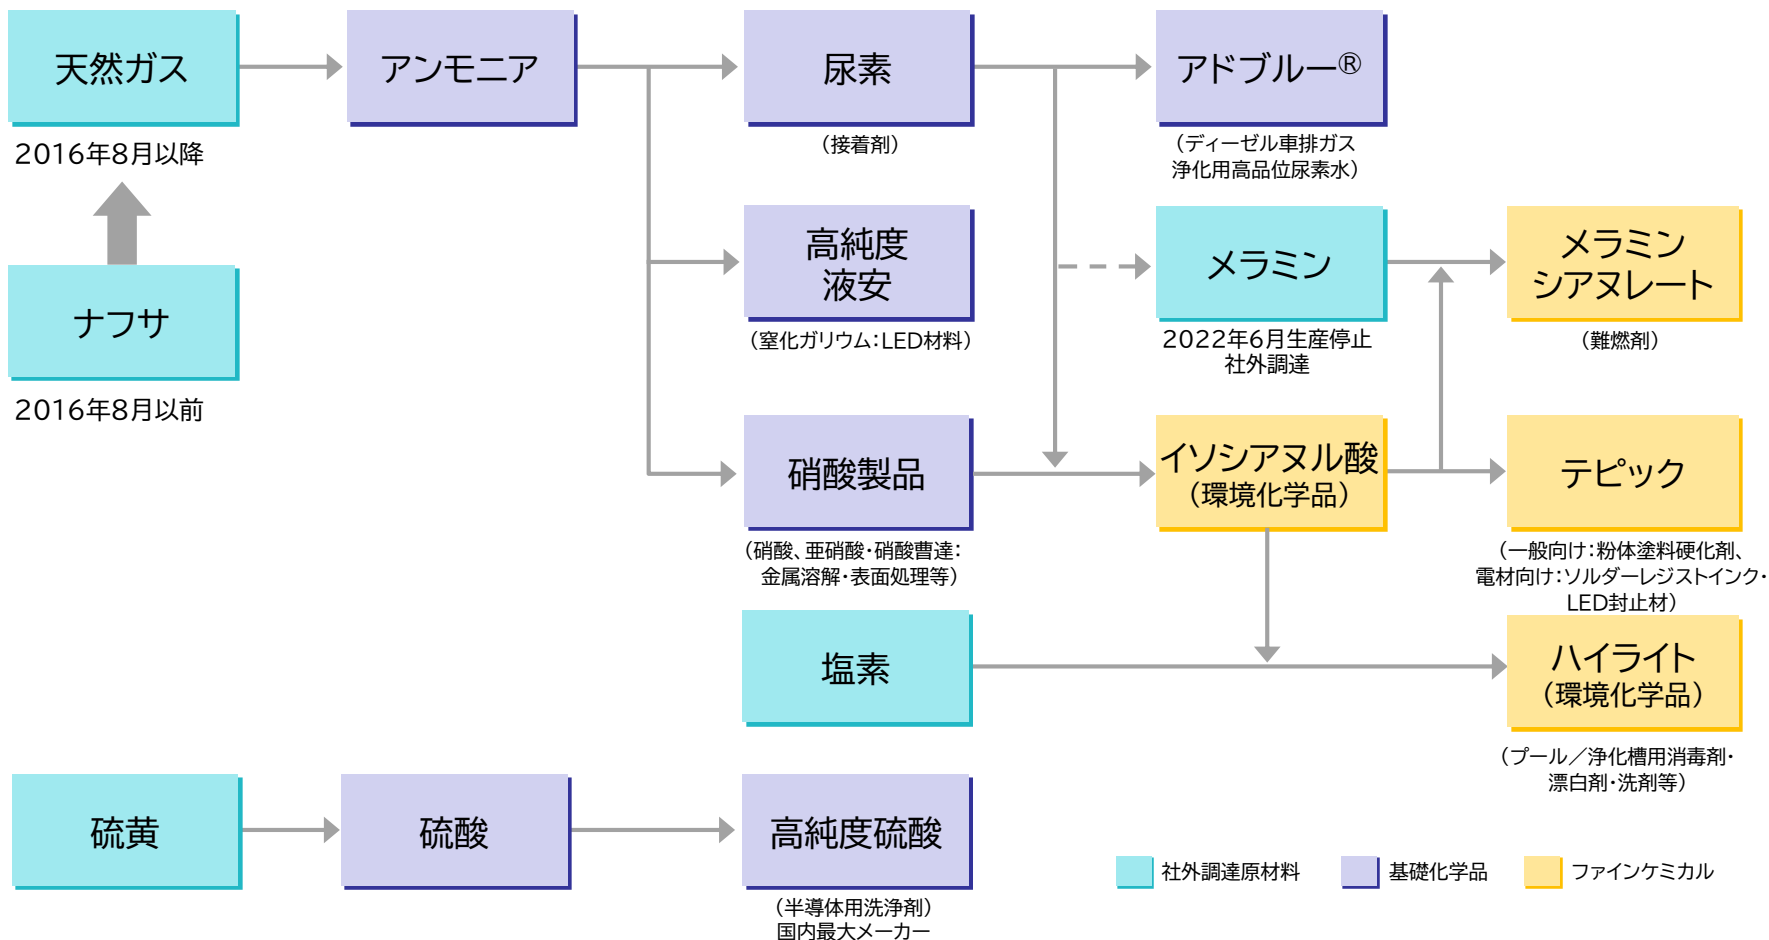 天然ガス
2016年8月以降
ナフサ
2016年8月以前
アンモニア
尿素
（接着剤）
高純度
液安
（窒化ガリウム：LED材料）
硝酸製品
（硝酸、亜硝酸・硝酸曹達：
金属溶解・表面処理等）
塩素
アドブルー®
（ディーゼル車排ガス
浄化用高品位尿素水）
メラミン
2022年6月生産停止
社外調達
イソシアヌル酸
（環境化学品）
メラミン
シアヌレート
（難燃剤）
テピック
（一般向け：粉体塗料硬化剤、
電材向け：ソルダーレジストインク・
LED封止材）
ハイライト
（環境化学品）
（プール／浄化槽用消毒剤・
漂白剤・洗剤等）
硫黄
硫酸
高純度硫酸
（半導体用洗浄剤）
国内最大メーカー
社外調達原材料
基礎化学品
ファインケミカル